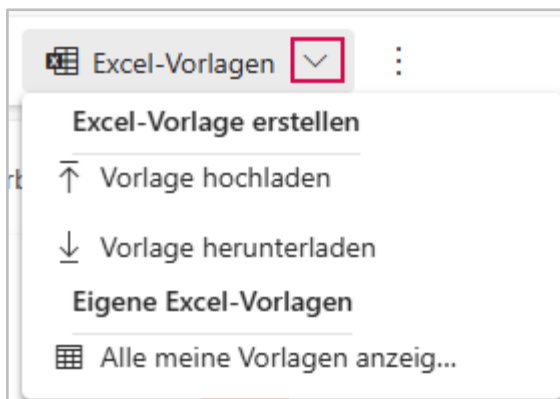 Excel-Vorlagen
Excel-Vorlage erstellen
Vorlage hochladen
Vorlage herunterladen
Eigene Excel-Vorlagen
Alle meine Vorlagen anzeig...